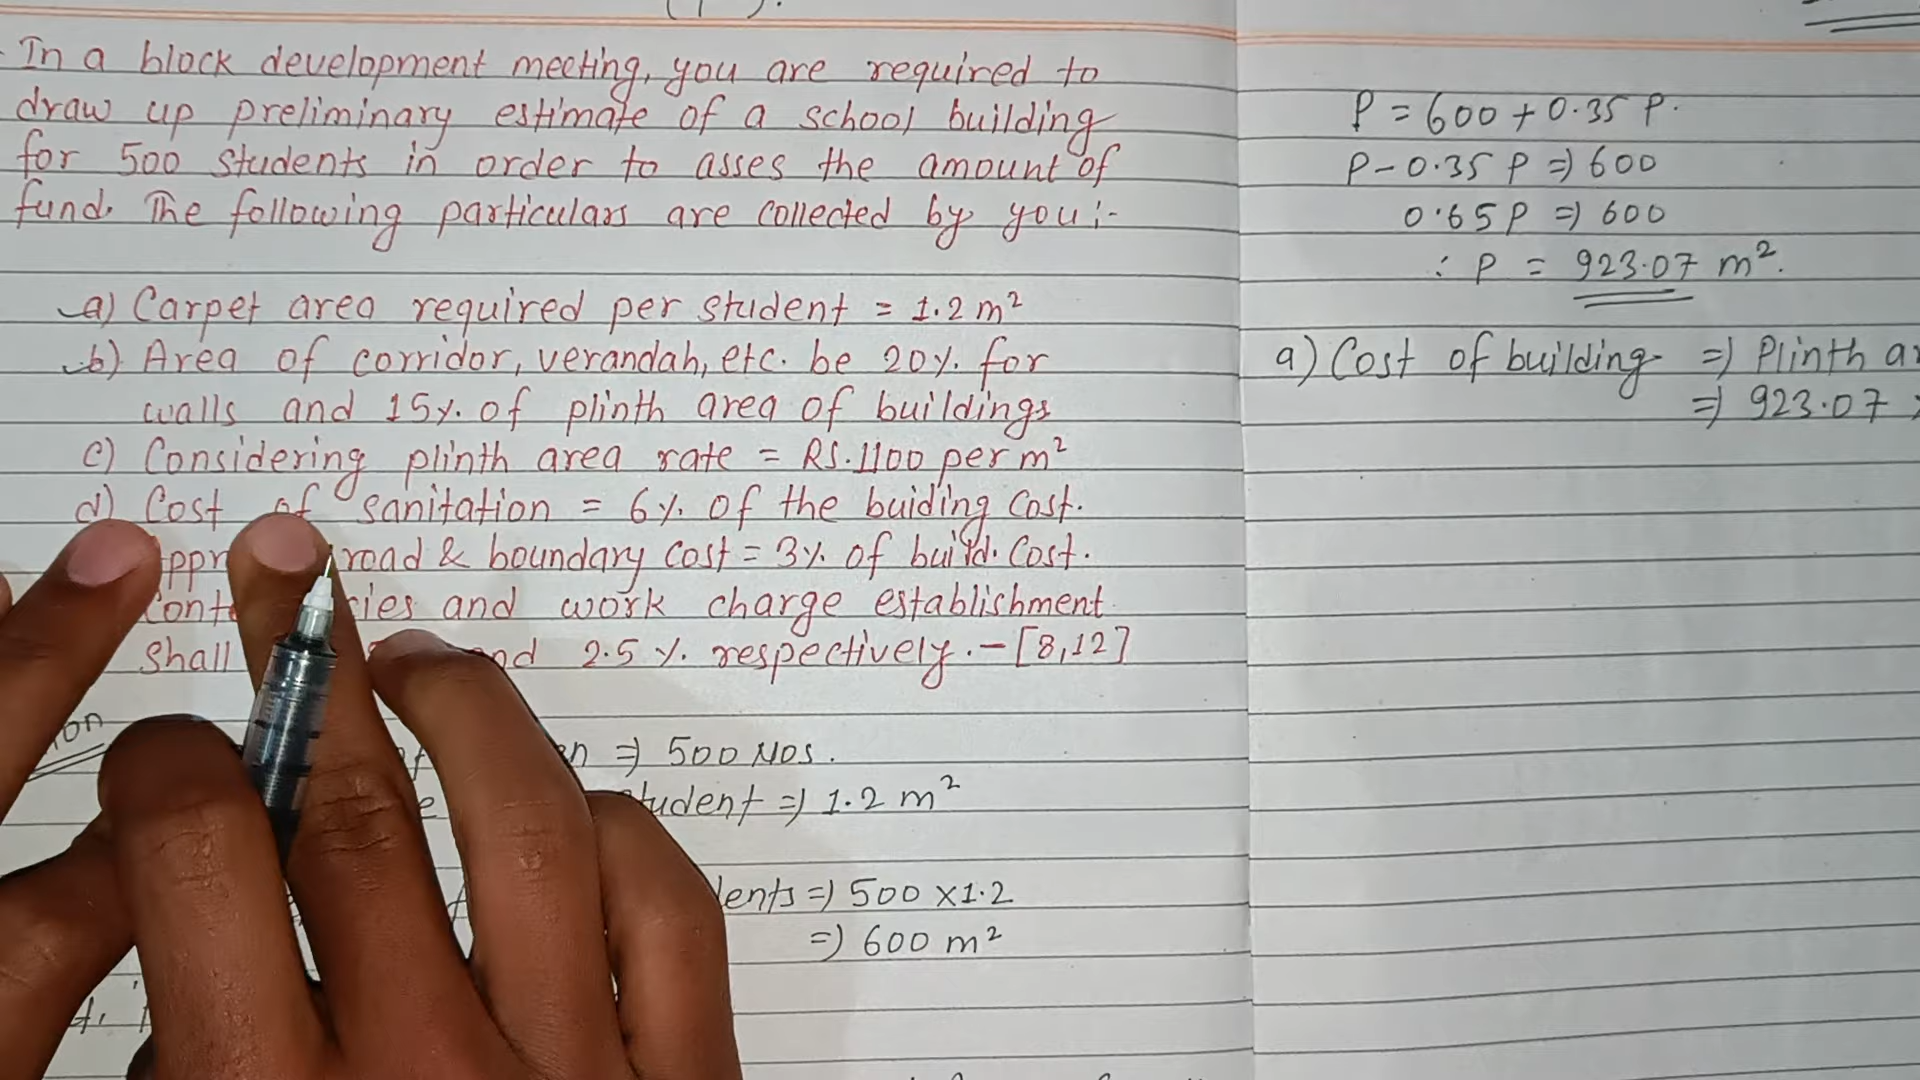 In a block development meeting, you are required to
draw up preliminary estimate of a school building
for 500 students in order to asses the amount of
fund. The following particulars are collected by you:-
a) Carpet area required per student = 1.2 m²
b) Area of corridor, verandah, etc. be 20%. for
walls and 15%. of plinth area of buildings
c) Considering plinth area rate = RS. 1100 per m²
d) Cost of sanitation = 6%. of the buiding cost.
road & boundary cost = 3%. of build. Cost.
and work charge establishment
Shall 2.5 %. respectively. - [8,12]
=) 500 NOS.
=) 1.2 m²
=) 500 x 1.2
=) 600 m²
P = 600 + 0.35 P.
P - 0.35 P =) 600
0.65 P =) 600
∴ P = 923.07 m².
a) Cost of building =) Plinth
=) 923.07